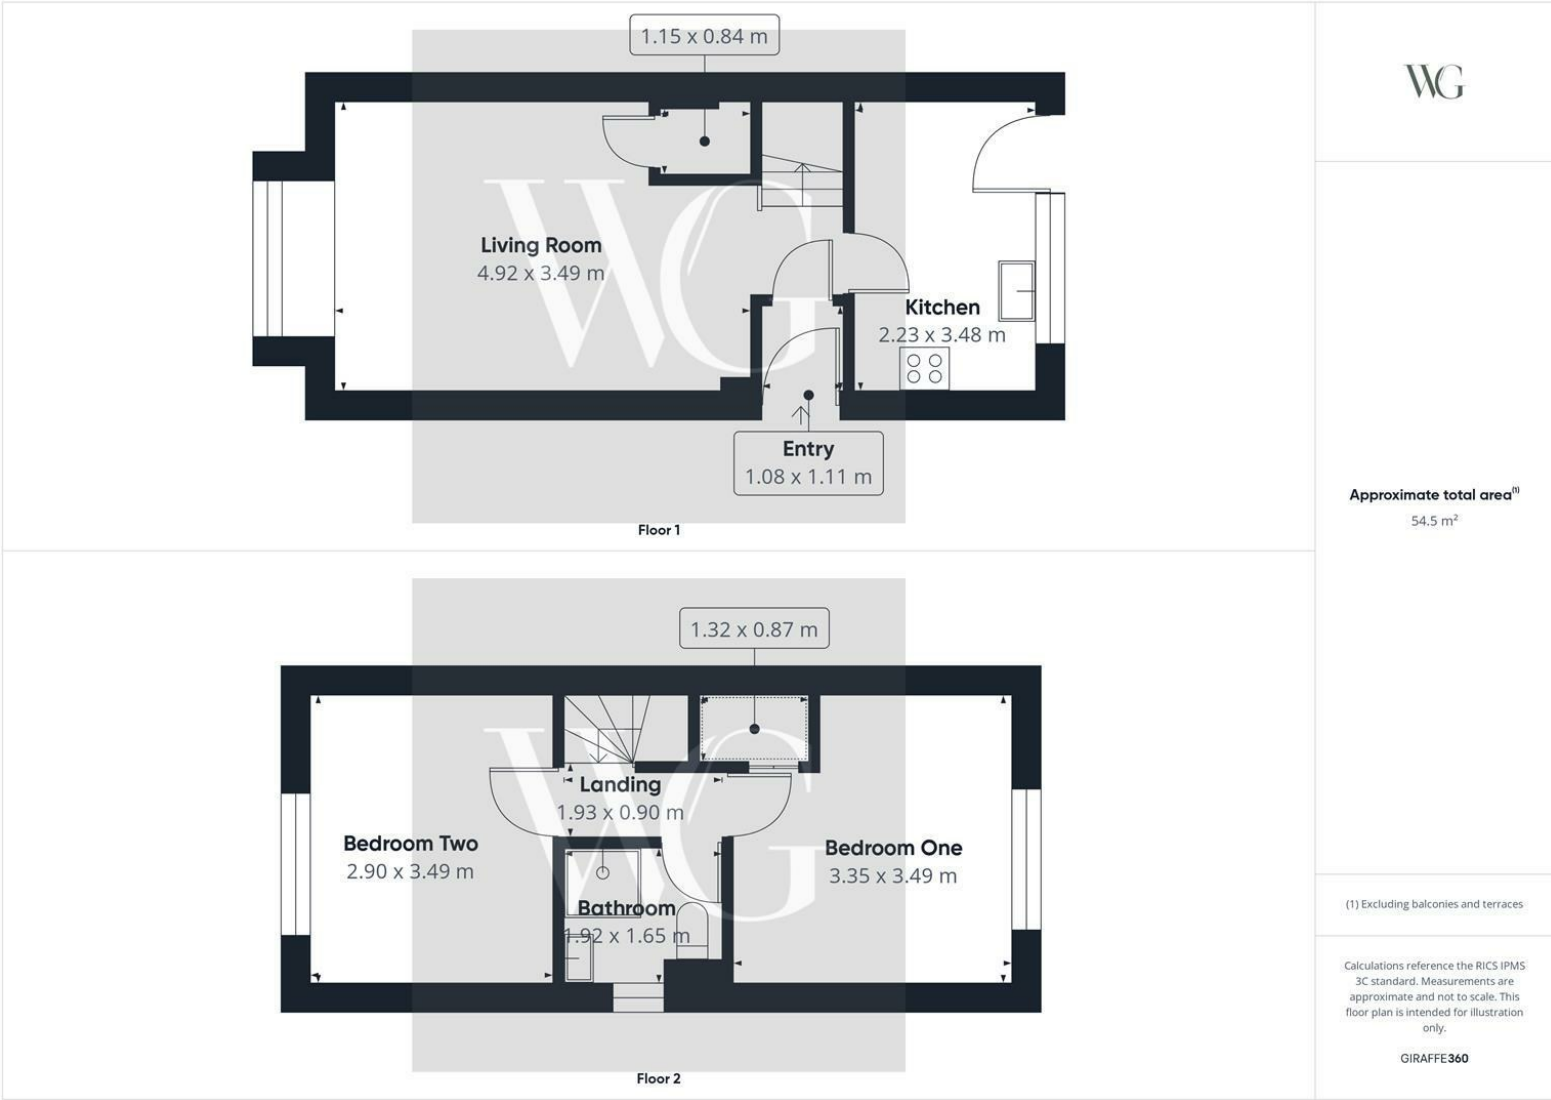 1.15 x 0.84 m
WG
WG
Living Room
4.92 x 3.49 m
Kitchen
2.23 x 3.48 m
Entry
1.08 x 1.11 m
Floor 1
Approximate total area(1)
54.5 m²
1.32 x 0.87 m
WG
Landing
1.93 x 0.90 m
Bedroom Two
2.90 x 3.49 m
Bedroom One
3.35 x 3.49 m
Bathroom
1.92 x 1.65 m
Floor 2
(1) Excluding balconies and terraces
Calculations reference the RICS IPMS
3C standard. Measurements are
approximate and not to scale. This
floor plan is intended for illustration
only.
GIRAFFE360